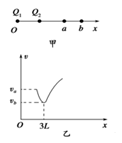 Q₁ Q₂
O a b x
甲
v
vₐ
v_b
O 3L x
乙